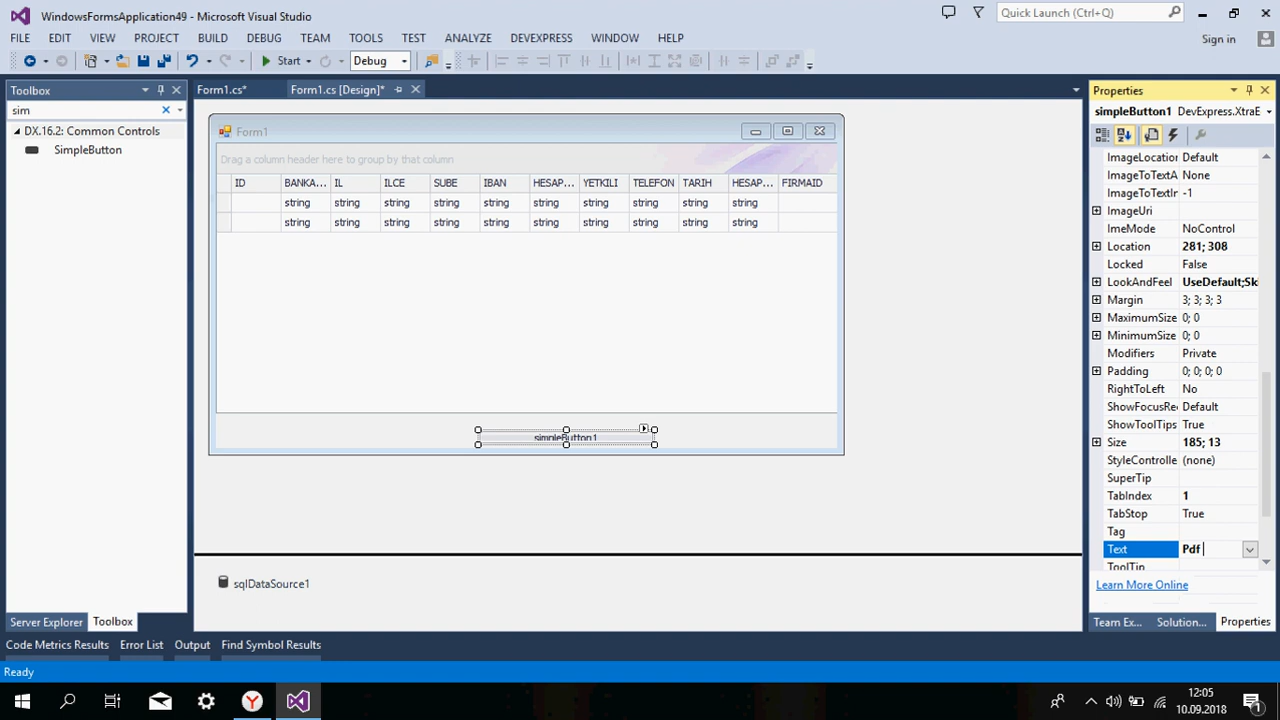 WindowsFormsApplication49 - Microsoft Visual Studio
Quick Launch (Ctrl+Q)
FILE EDIT VIEW PROJECT BUILD DEBUG TEAM TOOLS TEST ANALYZE DEVEXPRESS WINDOW HELP
Sign in
Start Debug
Toolbox
Form1.cs* Form1.cs [Design]*
Properties
sim
simpleButton1 DevExpress.XtraE
DX.16.2: Common Controls
SimpleButton
Form1
Drag a column header here to group by that column
ID BANKA... IL ILCE SUBE IBAN HESAP... YETKILI TELEFON TARIH HESAP... FIRMAID
string string string string string string string string string string
string string string string string string string string string string
simpleButton1
sqlDataSource1
ImageLocation Default
ImageToTextA None
ImageToTextIn -1
ImageUri
ImeMode NoControl
Location 281; 308
Locked False
LookAndFeel UseDefault;Sk
Margin 3; 3; 3; 3
MaximumSize 0; 0
MinimumSize 0; 0
Modifiers Private
Padding 0; 0; 0; 0
RightToLeft No
ShowFocusRec Default
ShowToolTips True
Size 185; 13
StyleControlle (none)
SuperTip
TabIndex 1
TabStop True
Tag
Text Pdf
ToolTip
Learn More Online
Server Explorer Toolbox
Team Ex... Solution... Properties
Code Metrics Results Error List Output Find Symbol Results
Ready
12:05
10.09.2018
1